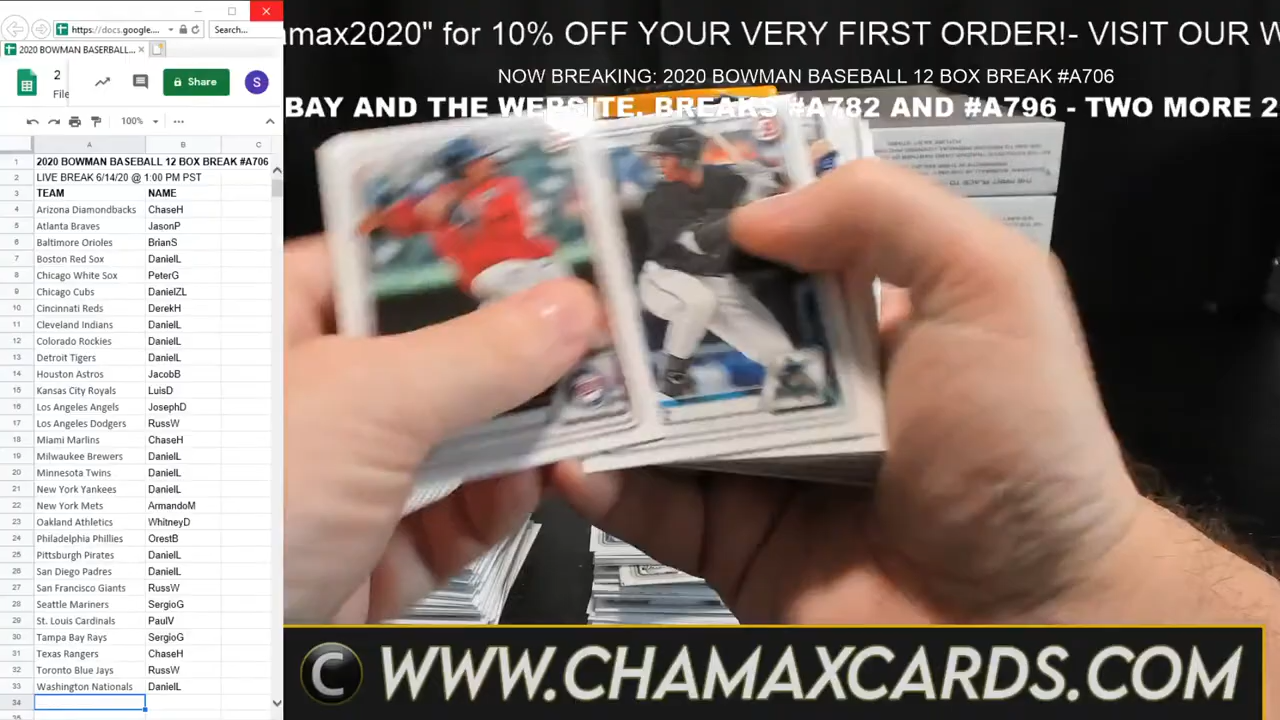 https://docs.google....
Search...
2020 BOWMAN BASEBALL...
2
File
Share
S
100%
A B C
1 2020 BOWMAN BASEBALL 12 BOX BREAK #A706
2 LIVE BREAK 6/14/20 @ 1:00 PM PST
3 TEAM NAME
4 Arizona Diamondbacks ChaseH
5 Atlanta Braves JasonP
6 Baltimore Orioles BrianS
7 Boston Red Sox DanielL
8 Chicago White Sox PeterG
9 Chicago Cubs DanielZL
10 Cincinnati Reds DerekH
11 Cleveland Indians DanielL
12 Colorado Rockies DanielL
13 Detroit Tigers DanielL
14 Houston Astros JacobB
15 Kansas City Royals LuisD
16 Los Angeles Angels JosephD
17 Los Angeles Dodgers RussW
18 Miami Marlins ChaseH
19 Milwaukee Brewers DanielL
20 Minnesota Twins DanielL
21 New York Yankees DanielL
22 New York Mets ArmandoM
23 Oakland Athletics WhitneyD
24 Philadelphia Phillies OrestB
25 Pittsburgh Pirates DanielL
26 San Diego Padres DanielL
27 San Francisco Giants RussW
28 Seattle Mariners SergioG
29 St. Louis Cardinals PaulV
30 Tampa Bay Rays SergioG
31 Texas Rangers ChaseH
32 Toronto Blue Jays RussW
33 Washington Nationals DanielL
34
amax2020" for 10% OFF YOUR VERY FIRST ORDER!- VISIT OUR W
NOW BREAKING: 2020 BOWMAN BASEBALL 12 BOX BREAK #A706
BAY AND THE WEBSITE. BREAKS #A782 AND #A796 - TWO MORE 2
C WWW.CHAMAXCARDS.COM